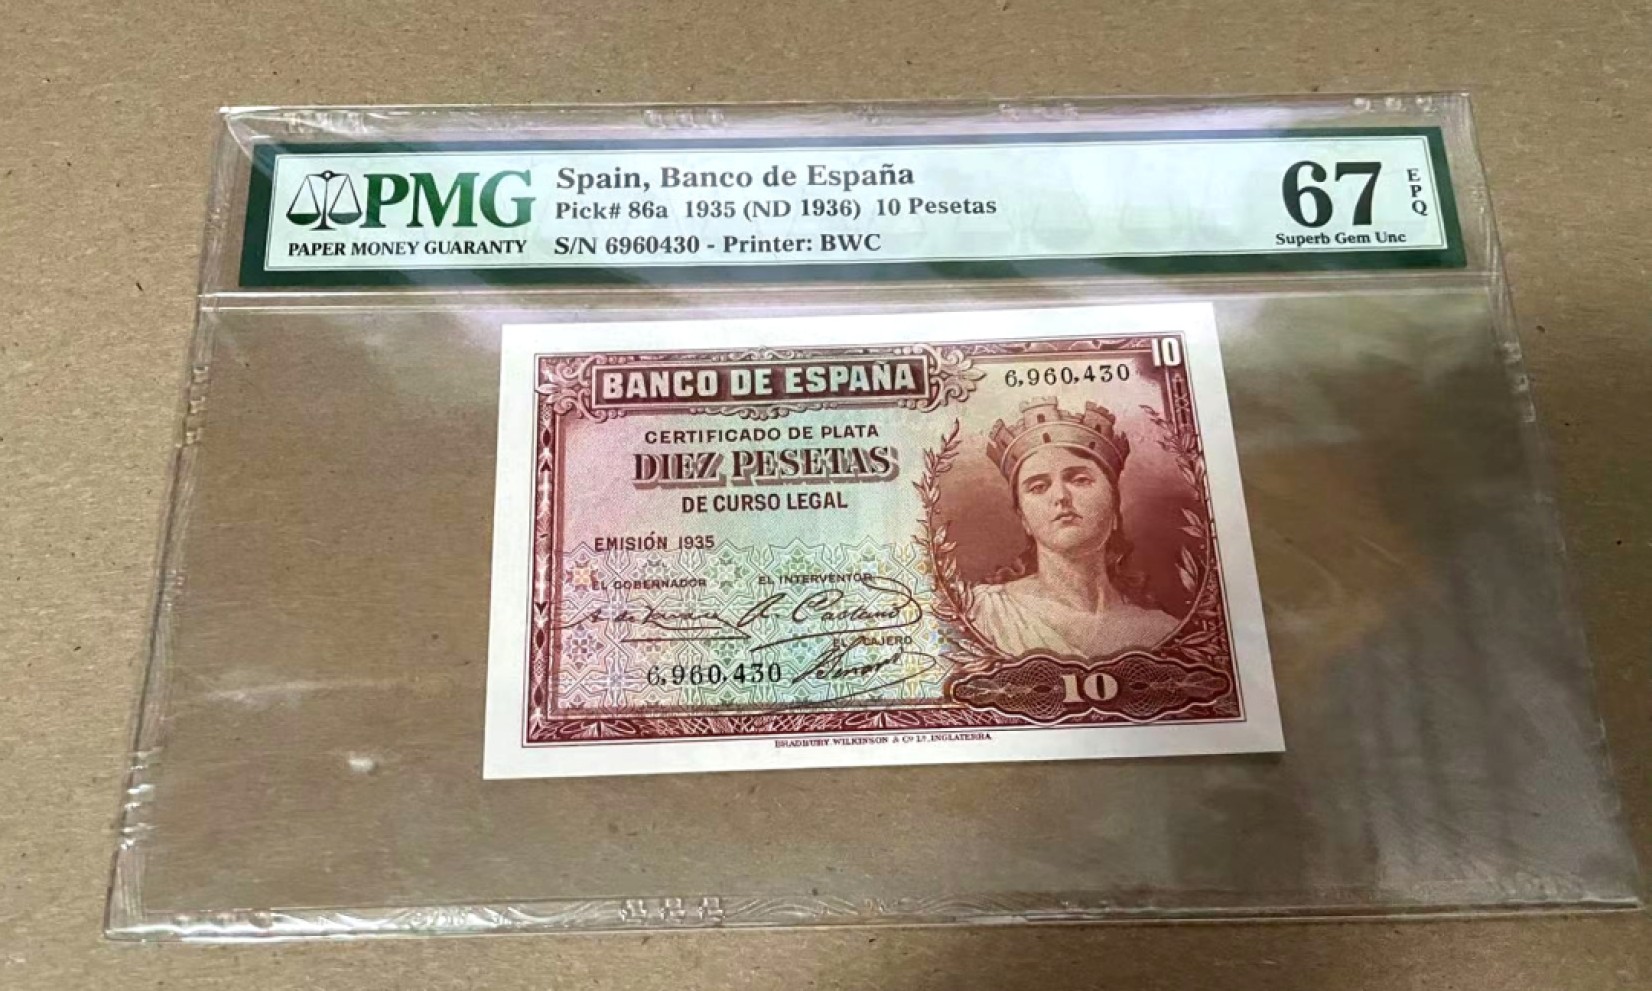 PMG
PAPER MONEY GUARANTY
Spain, Banco de España
Pick# 86a 1935 (ND 1936) 10 Pesetas
S/N 6960430 - Printer: BWC
67
EPQ
Superb Gem Unc
10
BANCO DE ESPAÑA
6,960,430
CERTIFICADO DE PLATA
DIEZ PESETAS
DE CURSO LEGAL
EMISIÓN 1935
EL GOBERNADOR
EL INTERVENTOR
EL CAJERO
6,960,430
10
BRADBURY, WILKINSON & Cº Lᵈ. INGLATERRA